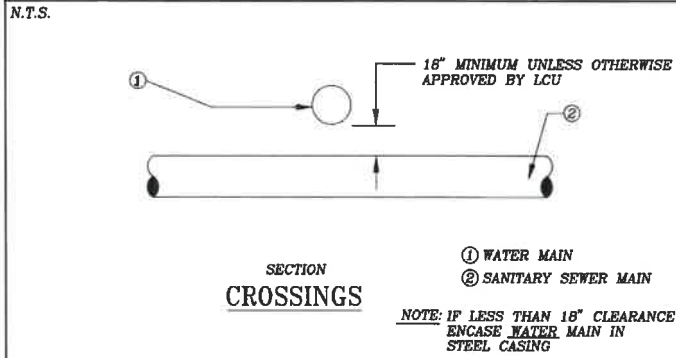 N.T.S.
18" MINIMUM UNLESS OTHERWISE
APPROVED BY LCU
①
②
SECTION
CROSSINGS
① WATER MAIN
② SANITARY SEWER MAIN
NOTE: IF LESS THAN 18" CLEARANCE
ENCASE WATER MAIN IN
STEEL CASING